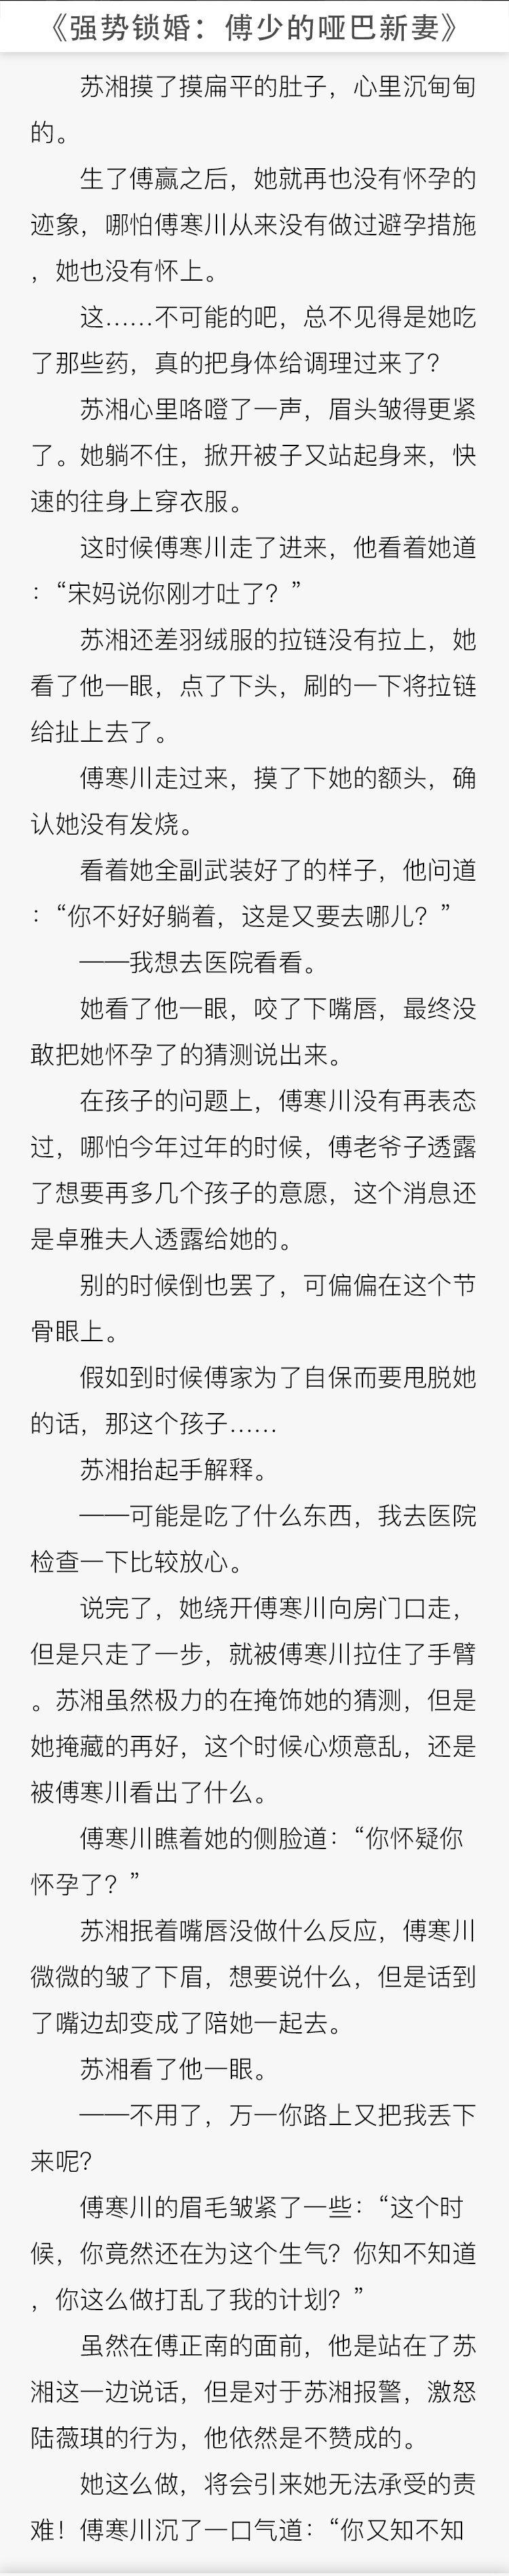 《强势锁婚：傅少的哑巴新妻》
苏湘摸了摸扁平的肚子，心里沉甸甸
的。
生了傅赢之后，她就再也没有怀孕的
迹象，哪怕傅寒川从来没有做过避孕措施
，她也没有怀上。
这……不可能的吧，总不见得是她吃
了那些药，真的把身体给调理过来了？
苏湘心里咯噔了一声，眉头皱得更紧
了。她躺不住，掀开被子又站起身来，快
速的往身上穿衣服。
这时候傅寒川走了进来，他看着她道
：“宋妈说你刚才吐了？”
苏湘还差羽绒服的拉链没有拉上，她
看了他一眼，点了下头，刷的一下将拉链
给扯上去了。
傅寒川走过来，摸了下她的额头，确
认她没有发烧。
看着她全副武装好了的样子，他问道
：“你不好好躺着，这是又要去哪儿？”
——我想去医院看看。
她看了他一眼，咬了下嘴唇，最终没
敢把她怀孕了的猜测说出来。
在孩子的问题上，傅寒川没有再表态
过，哪怕今年过年的时候，傅老爷子透露
了想要再多几个孩子的意愿，这个消息还
是卓雅夫人透露给她的。
别的时候倒也罢了，可偏偏在这个节
骨眼上。
假如到时候傅家为了自保而要甩脱她
的话，那这个孩子……
苏湘抬起手解释。
——可能是吃了什么东西，我去医院
检查一下比较放心。
说完了，她绕开傅寒川向房门口走，
但是只走了一步，就被傅寒川拉住了手臂
。苏湘虽然极力的在掩饰她的猜测，但是
她掩藏的再好，这个时候心烦意乱，还是
被傅寒川看出了什么。
傅寒川瞧着她的侧脸道：“你怀疑你
怀孕了？”
苏湘抿着嘴唇没做什么反应，傅寒川
微微的皱了下眉，想要说什么，但是话到
了嘴边却变成了陪她一起去。
苏湘看了他一眼。
——不用了，万一你路上又把我丢下
来呢？
傅寒川的眉毛皱紧了一些：“这个时
候，你竟然还在为这个生气？你知不知道
，你这么做打乱了我的计划？”
虽然在傅正南的面前，他是站在了苏
湘这一边说话，但是对于苏湘报警，激怒
陆薇琪的行为，他依然是不赞成的。
她这么做，将会引来她无法承受的责
难！傅寒川沉了一口气道：“你又知不知